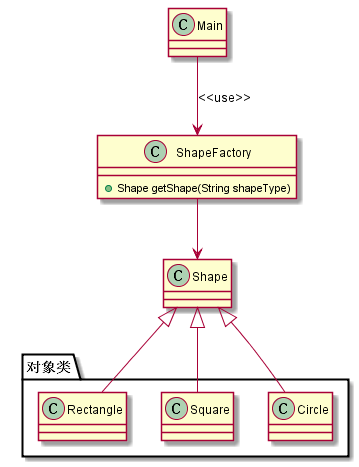 C Main
<<use>>
C ShapeFactory
Shape getShape(String shapeType)
C Shape
对象类
C Rectangle
C Square
C Circle